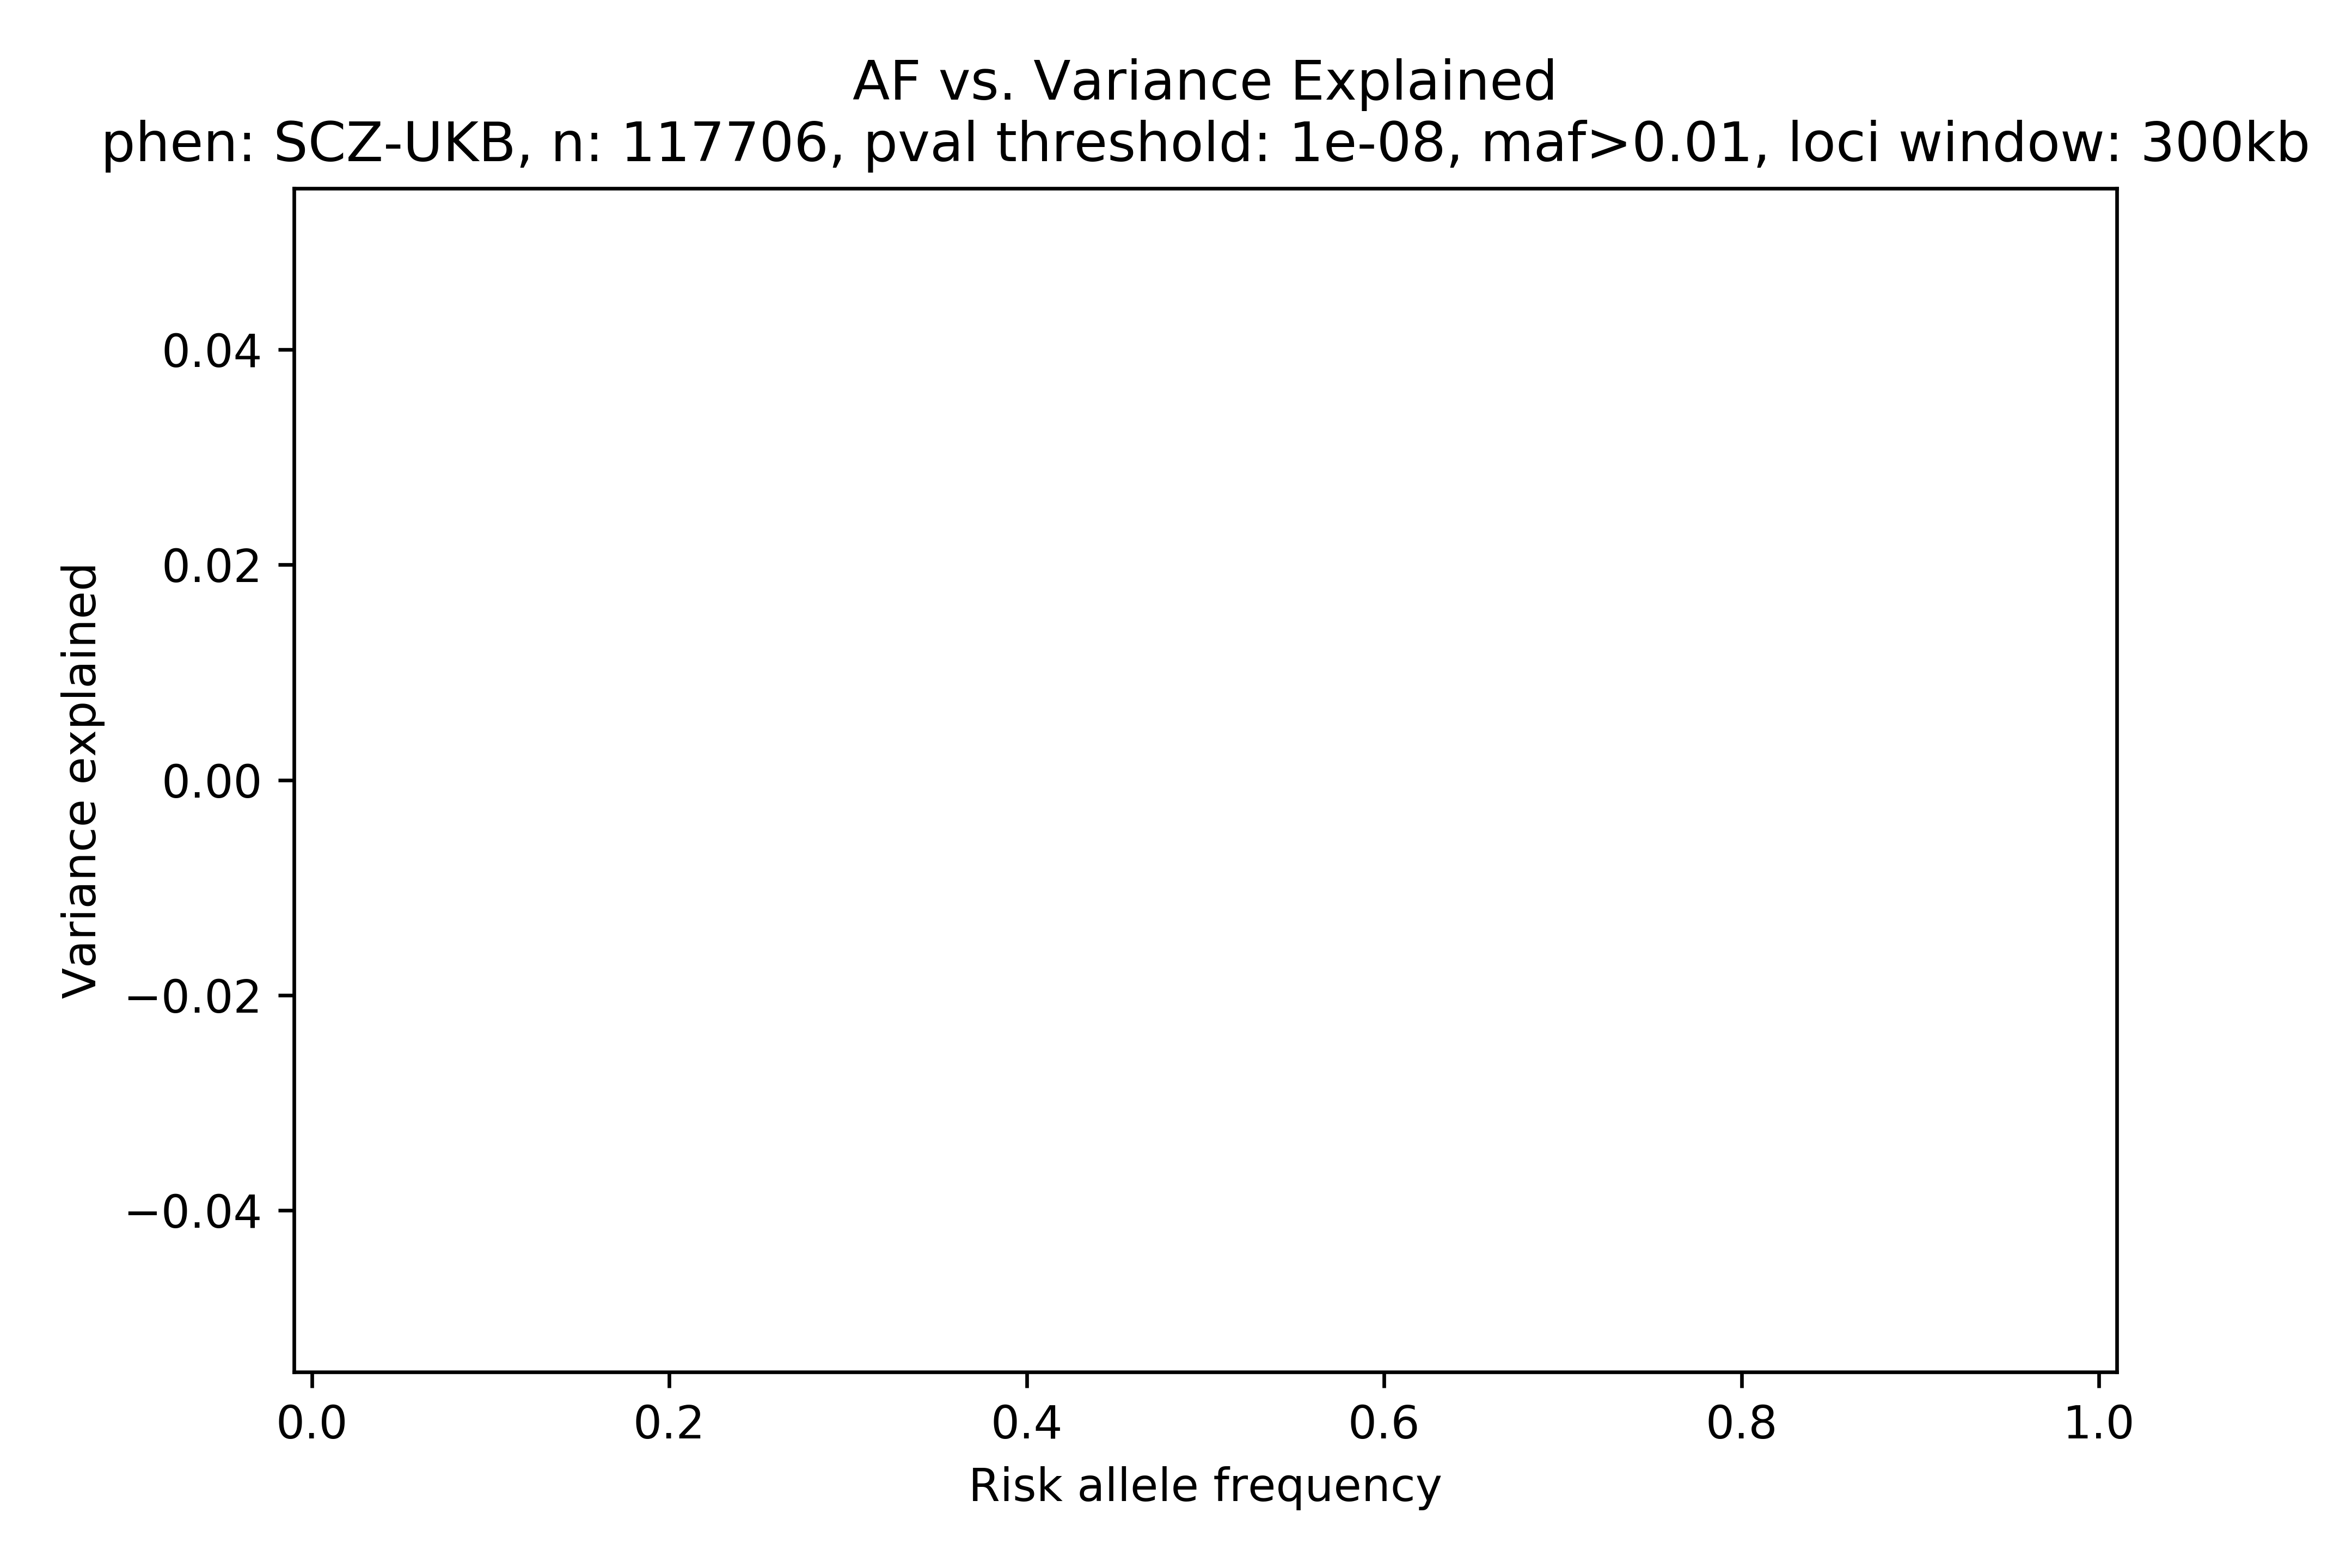 AF vs. Variance Explained
phen: SCZ-UKB, n: 117706, pval threshold: 1e-08, maf>0.01, loci window: 300kb
Variance explained
0.04
0.02
0.00
−0.02
−0.04
0.0 0.2 0.4 0.6 0.8 1.0
Risk allele frequency